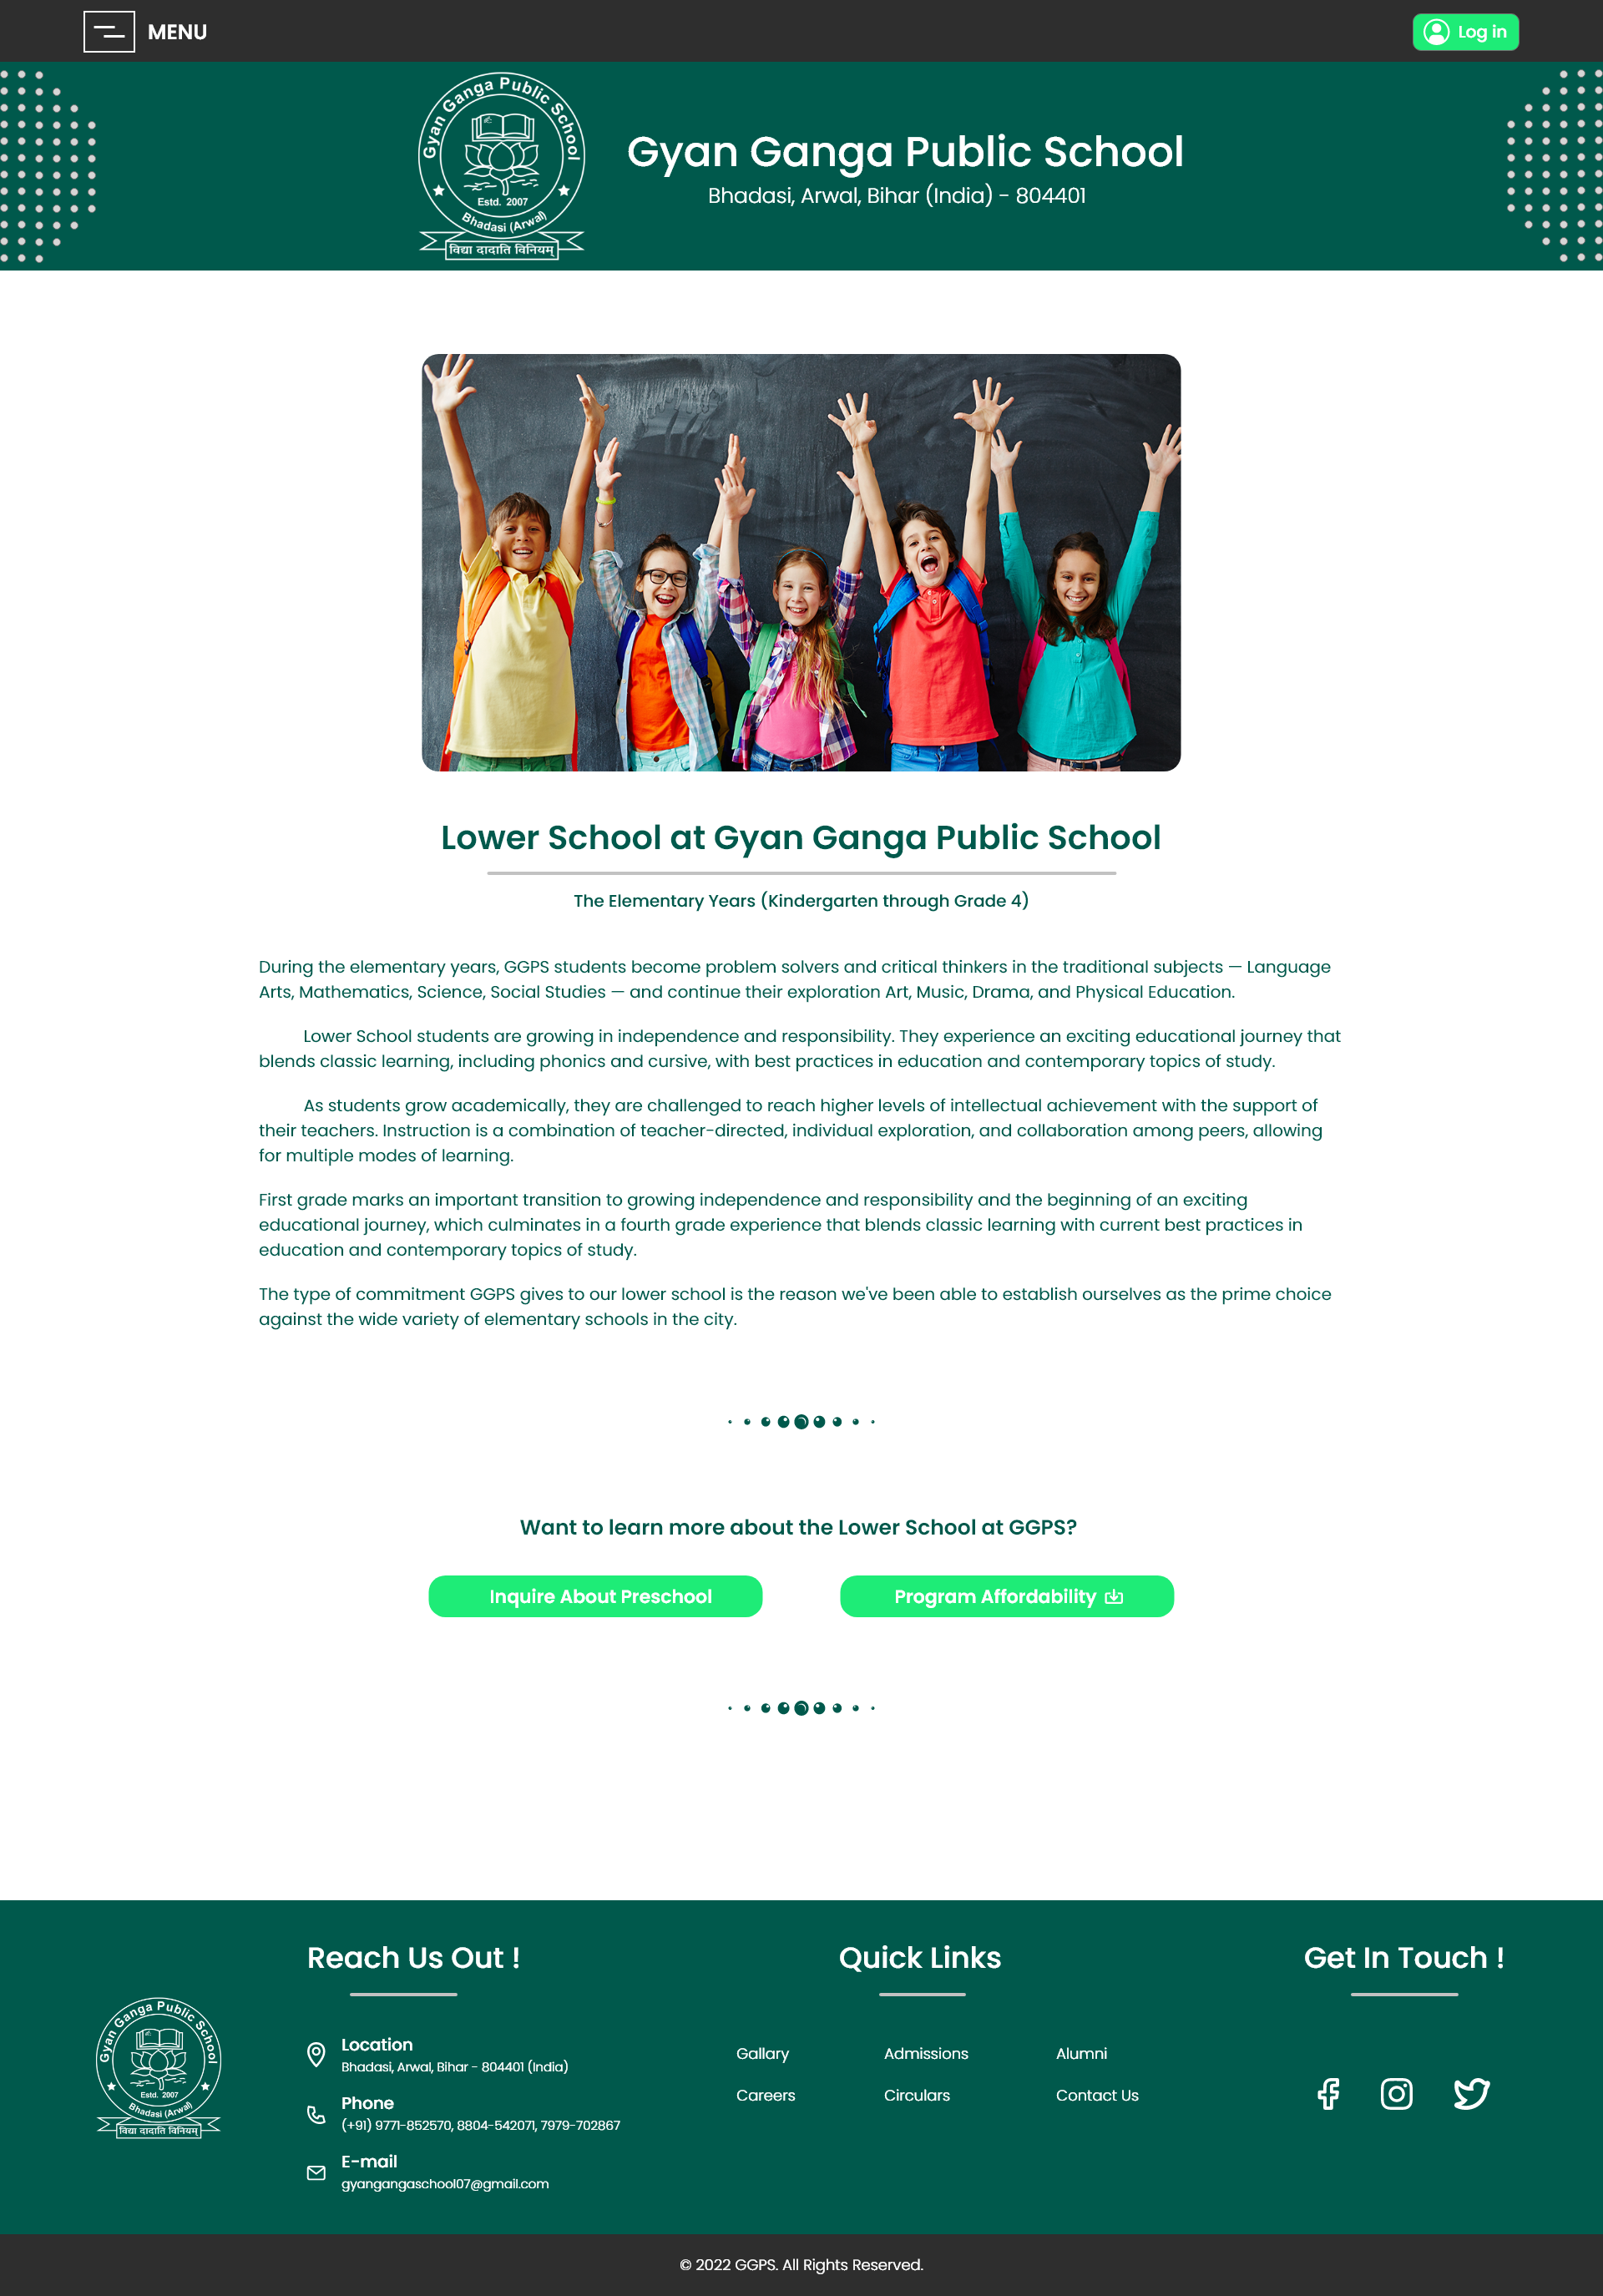 MENU
Log in
Gyan Ganga Public School
Estd. 2007
Bhadasi (Arwal)
विद्या दादाति विनियम्
Gyan Ganga Public School
Bhadasi, Arwal, Bihar (India) - 804401
Lower School at Gyan Ganga Public School
The Elementary Years (Kindergarten through Grade 4)
During the elementary years, GGPS students become problem solvers and critical thinkers in the traditional subjects — Language
Arts, Mathematics, Science, Social Studies — and continue their exploration Art, Music, Drama, and Physical Education.
Lower School students are growing in independence and responsibility. They experience an exciting educational journey that
blends classic learning, including phonics and cursive, with best practices in education and contemporary topics of study.
As students grow academically, they are challenged to reach higher levels of intellectual achievement with the support of
their teachers. Instruction is a combination of teacher-directed, individual exploration, and collaboration among peers, allowing
for multiple modes of learning.
First grade marks an important transition to growing independence and responsibility and the beginning of an exciting
educational journey, which culminates in a fourth grade experience that blends classic learning with current best practices in
education and contemporary topics of study.
The type of commitment GGPS gives to our lower school is the reason we've been able to establish ourselves as the prime choice
against the wide variety of elementary schools in the city.
Want to learn more about the Lower School at GGPS?
Inquire About Preschool
Program Affordability
Gyan Ganga Public School
Estd. 2007
Bhadasi (Arwal)
विद्या दादाति विनियम्
Reach Us Out !
Location
Bhadasi, Arwal, Bihar - 804401 (India)
Phone
(+91) 9771-852570, 8804-542071, 7979-702867
E-mail
gyangangaschool07@gmail.com
Quick Links
Gallary Admissions Alumni
Careers Circulars Contact Us
Get In Touch !
© 2022 GGPS. All Rights Reserved.